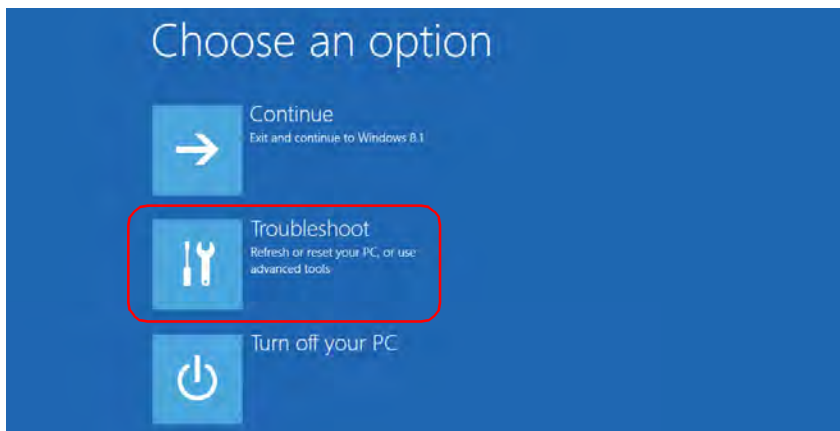 Choose an option
Continue
Exit and continue to Windows 8.1
Troubleshoot
Refresh or reset your PC, or use
advanced tools
Turn off your PC